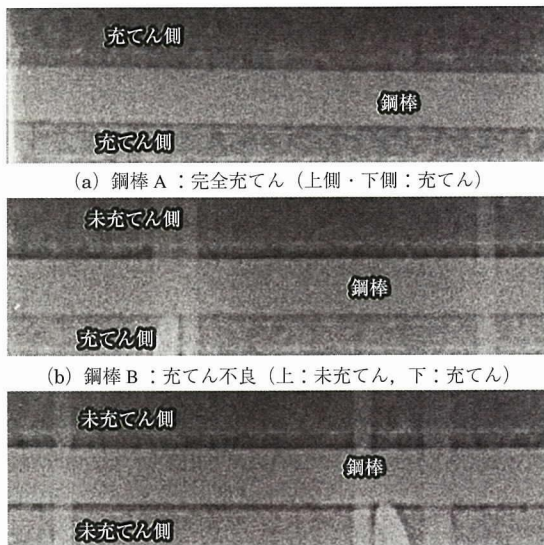 充てん側
鋼棒
充てん側
(a) 鋼棒 A：完全充てん（上側・下側：充てん）
未充てん側
鋼棒
充てん側
(b) 鋼棒 B：充てん不良（上：未充てん，下：充てん）
未充てん側
鋼棒
未充てん側